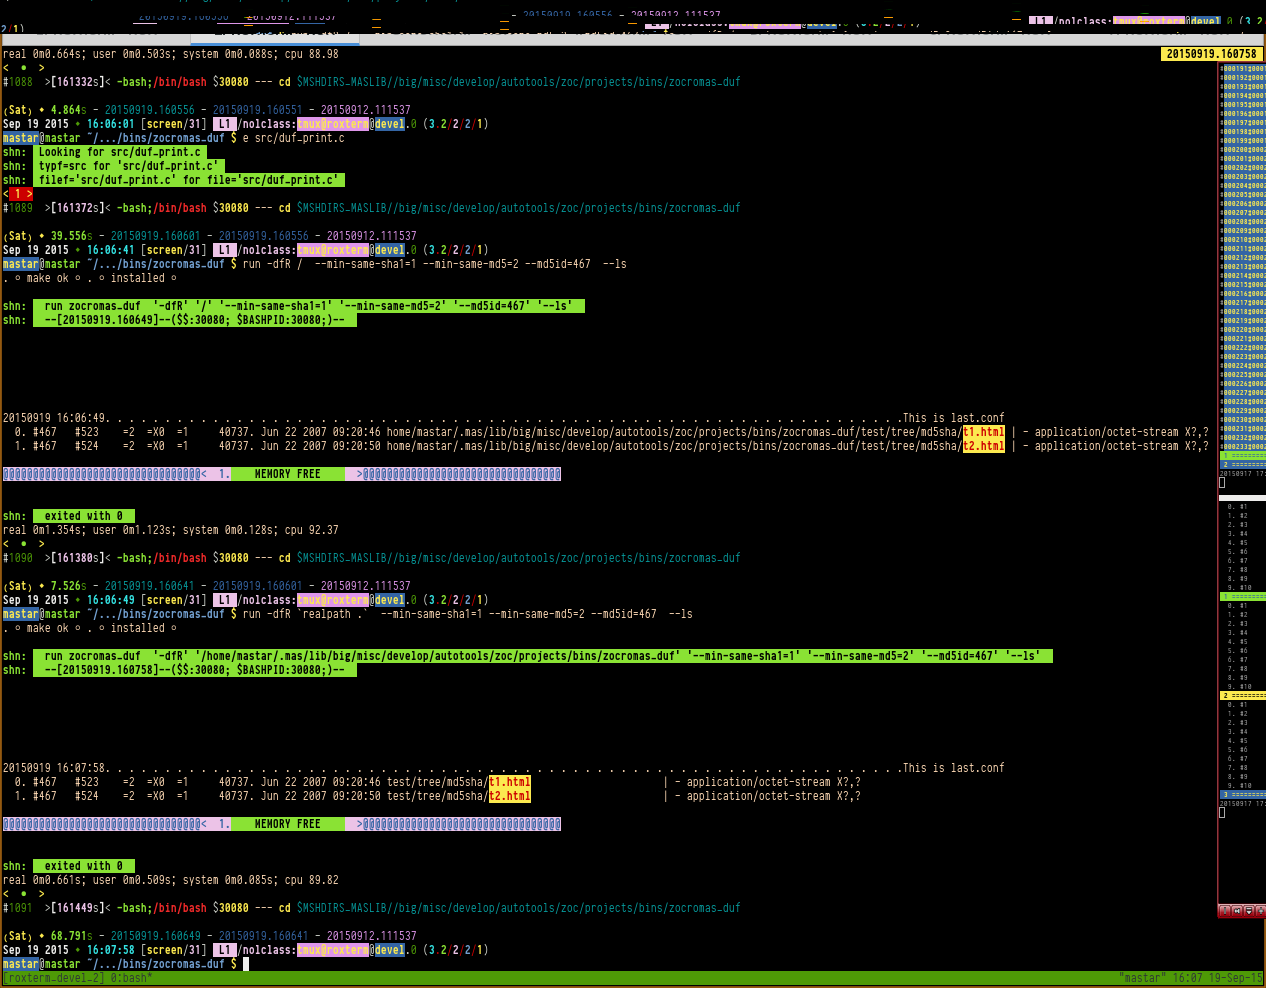 real 0m0.664s; user 0m0.503s; system 0m0.088s; cpu 88.98
20150919.160758
< • >
#1088 >[161332s]< -bash;/bin/bash $30080 --- cd $MSHDIRS_MASLIB//big/misc/develop/autotools/zoc/projects/bins/zocromas_duf
(Sat) • 4.864s - 20150919.160556 - 20150919.160551 - 20150912.111537
Sep 19 2015 • 16:06:01 [screen/31] L1 /nolclass:tmux@roxterm@devel.0 (3.2/2/2/1)
mastar@mastar ~/.../bins/zocromas_duf $ e src/duf_print.c
shn: Looking for src/duf_print.c
shn: typf=src for 'src/duf_print.c'
shn: filef='src/duf_print.c' for file='src/duf_print.c'
< 1 >
#1089 >[161372s]< -bash;/bin/bash $30080 --- cd $MSHDIRS_MASLIB//big/misc/develop/autotools/zoc/projects/bins/zocromas_duf
(Sat) • 39.556s - 20150919.160601 - 20150919.160556 - 20150912.111537
Sep 19 2015 • 16:06:41 [screen/31] L1 /nolclass:tmux@roxterm@devel.0 (3.2/2/2/1)
mastar@mastar ~/.../bins/zocromas_duf $ run -dfR / --min-same-sha1=1 --min-same-md5=2 --md5id=467 --ls
. ◦ make ok ◦ . ◦ installed ◦
shn: run zocromas_duf '-dfR' '/' '--min-same-sha1=1' '--min-same-md5=2' '--md5id=467' '--ls'
shn: --[20150919.160649]--($$:30080; $BASHPID:30080;)--
20150919 16:06:49. . . . . . . . . . . . . . . . . . . . . . . . . . . . . . . . . . . . . . . . . . . . . . . . . . . . . . . . . . . . . . . . . .This is last.conf
0. #467 #523 =2 =X0 =1 40737. Jun 22 2007 09:20:46 home/mastar/.mas/lib/big/misc/develop/autotools/zoc/projects/bins/zocromas_duf/test/tree/md5sha/t1.html | - application/octet-stream X?,?
1. #467 #524 =2 =X0 =1 40737. Jun 22 2007 09:20:50 home/mastar/.mas/lib/big/misc/develop/autotools/zoc/projects/bins/zocromas_duf/test/tree/md5sha/t2.html | - application/octet-stream X?,?
@@@@@@@@@@@@@@@@@@@@@@@@@@@@@@@@@< 1. MEMORY FREE >@@@@@@@@@@@@@@@@@@@@@@@@@@@@@@@@@
shn: exited with 0
real 0m1.354s; user 0m1.123s; system 0m0.128s; cpu 92.37
< • >
#1090 >[161380s]< -bash;/bin/bash $30080 --- cd $MSHDIRS_MASLIB//big/misc/develop/autotools/zoc/projects/bins/zocromas_duf
(Sat) • 7.526s - 20150919.160641 - 20150919.160601 - 20150912.111537
Sep 19 2015 • 16:06:49 [screen/31] L1 /nolclass:tmux@roxterm@devel.0 (3.2/2/2/1)
mastar@mastar ~/.../bins/zocromas_duf $ run -dfR `realpath .` --min-same-sha1=1 --min-same-md5=2 --md5id=467 --ls
. ◦ make ok ◦ . ◦ installed ◦
shn: run zocromas_duf '-dfR' '/home/mastar/.mas/lib/big/misc/develop/autotools/zoc/projects/bins/zocromas_duf' '--min-same-sha1=1' '--min-same-md5=2' '--md5id=467' '--ls'
shn: --[20150919.160758]--($$:30080; $BASHPID:30080;)--
20150919 16:07:58. . . . . . . . . . . . . . . . . . . . . . . . . . . . . . . . . . . . . . . . . . . . . . . . . . . . . . . . . . . . . . . . . .This is last.conf
0. #467 #523 =2 =X0 =1 40737. Jun 22 2007 09:20:46 test/tree/md5sha/t1.html | - application/octet-stream X?,?
1. #467 #524 =2 =X0 =1 40737. Jun 22 2007 09:20:50 test/tree/md5sha/t2.html | - application/octet-stream X?,?
@@@@@@@@@@@@@@@@@@@@@@@@@@@@@@@@@< 1. MEMORY FREE >@@@@@@@@@@@@@@@@@@@@@@@@@@@@@@@@@
shn: exited with 0
real 0m0.661s; user 0m0.509s; system 0m0.085s; cpu 89.82
< • >
#1091 >[161449s]< -bash;/bin/bash $30080 --- cd $MSHDIRS_MASLIB//big/misc/develop/autotools/zoc/projects/bins/zocromas_duf
(Sat) • 68.791s - 20150919.160649 - 20150919.160641 - 20150912.111537
Sep 19 2015 • 16:07:58 [screen/31] L1 /nolclass:tmux@roxterm@devel.0 (3.2/2/2/1)
mastar@mastar ~/.../bins/zocromas_duf $
[roxterm_devel_2] 0:bash* "mastar" 16:07 19-Sep-15